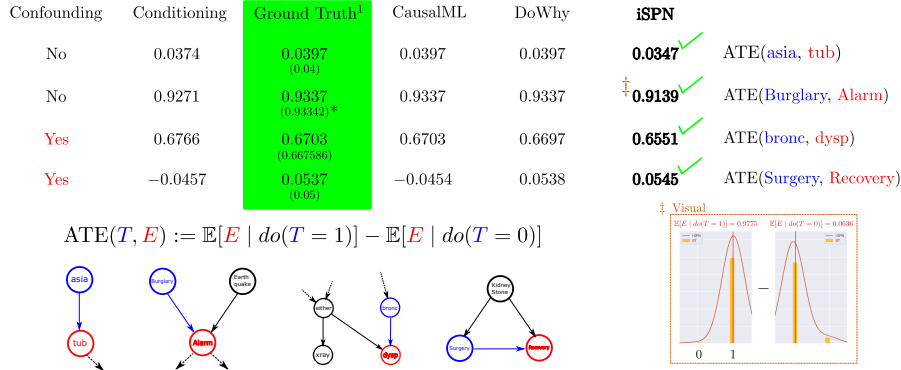 Confounding Conditioning Ground Truth¹ CausalML DoWhy iSPN
No 0.0374 0.0397 0.0397 0.0397 0.0347 ATE(asia, tub)
(0.04)
No 0.9271 0.9337 0.9337 0.9337 ‡ 0.9139 ATE(Burglary, Alarm)
(0.93342)*
Yes 0.6766 0.6703 0.6703 0.6697 0.6551 ATE(bronc, dysp)
(0.667586)
Yes −0.0457 0.0537 −0.0454 0.0538 0.0545 ATE(Surgery, Recovery)
(0.05)
ATE(T, E) := 𝔼[E | do(T = 1)] − 𝔼[E | do(T = 0)]
‡ Visual
𝔼[E | do(T = 1)] = 0.9775
𝔼[E | do(T = 0)] = 0.0636
iSPN
GT
iSPN
GT
−
0 1
asia
tub
Burglary
Earth
quake
Alarm
either
bronc
xray
dysp
Kidney
Stone
Surgery
Recovery